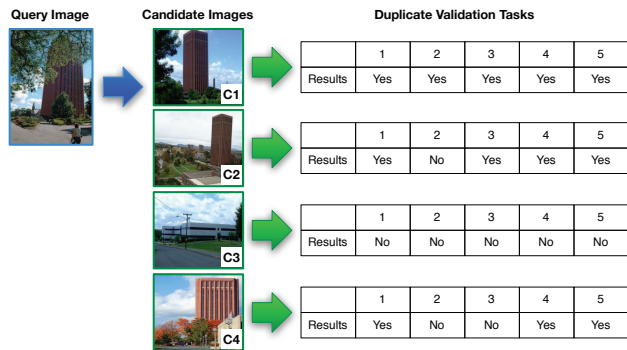 Query Image Candidate Images Duplicate Validation Tasks
C1
1 2 3 4 5
Results Yes Yes Yes Yes Yes
C2
1 2 3 4 5
Results Yes No Yes Yes Yes
C3
1 2 3 4 5
Results No No No No No
C4
1 2 3 4 5
Results Yes No No Yes Yes